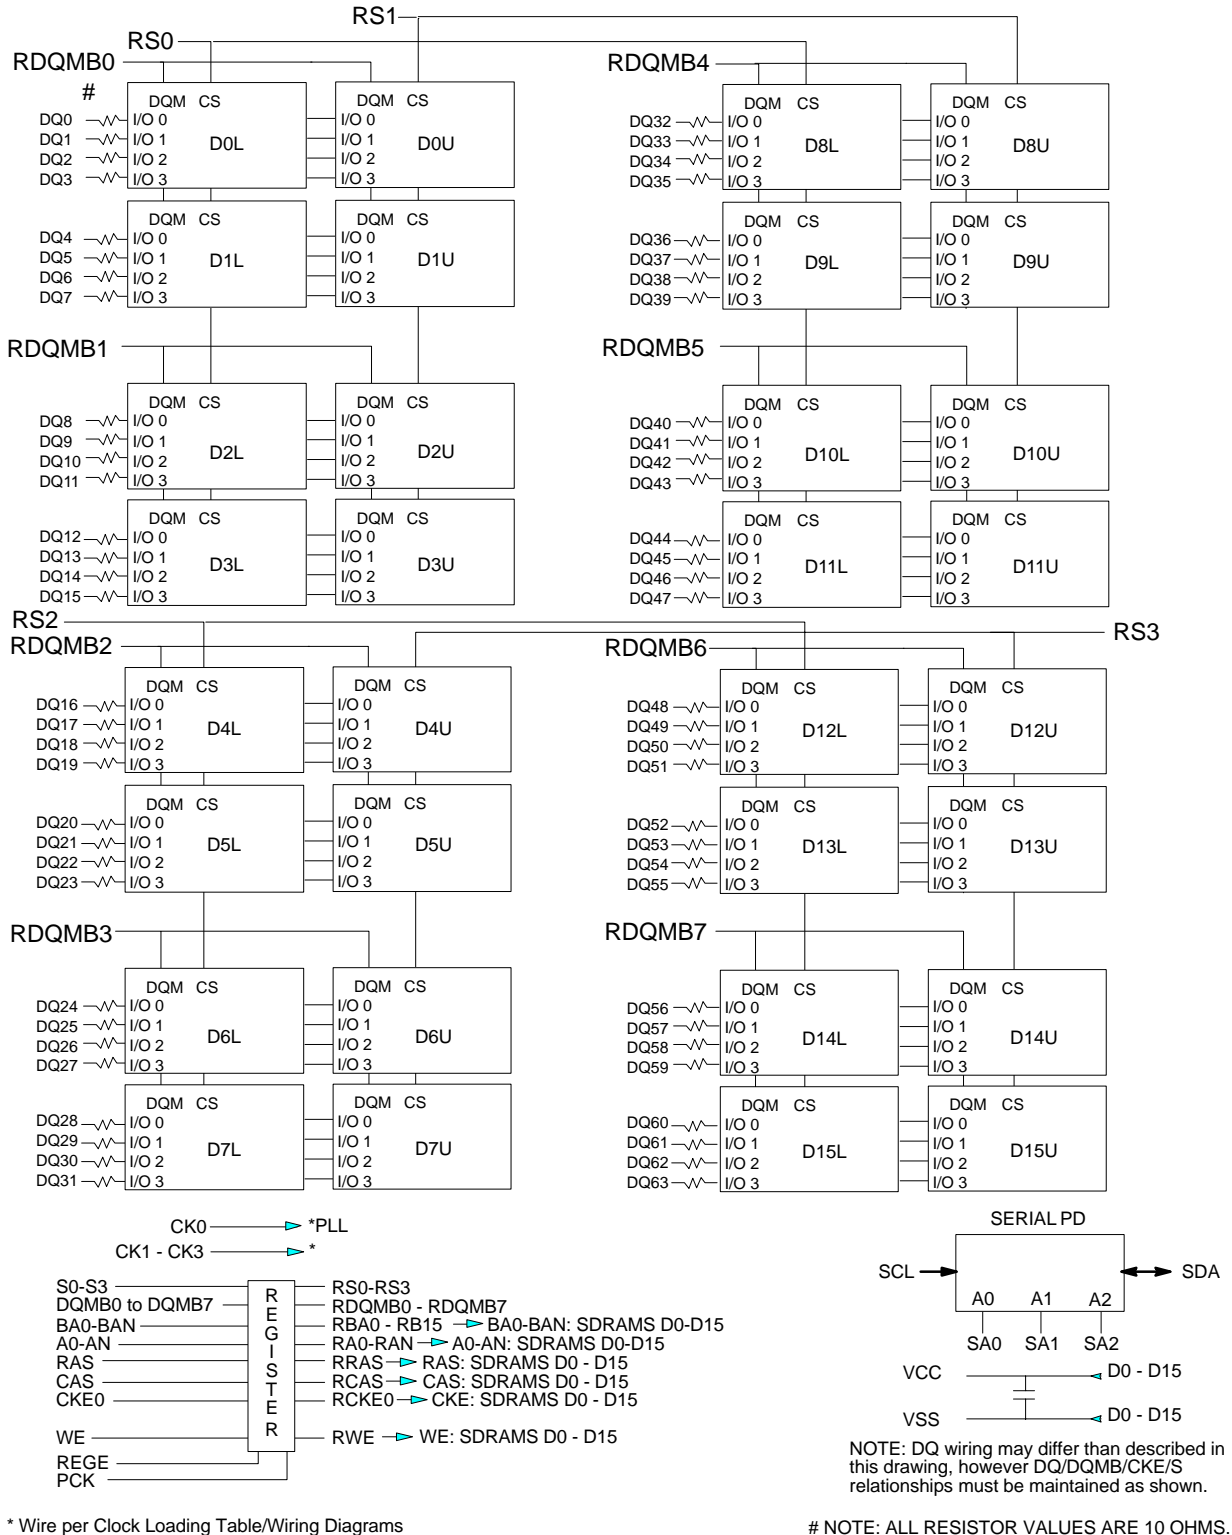 RS1
RS0
RDQMB0
RDQMB4
#
DQM CS
DQM CS
DQM CS
DQM CS
DQ0 I/O 0 I/O 0
DQ1 I/O 1 I/O 1
D0L D0U
DQ2 I/O 2 I/O 2
DQ3 I/O 3 I/O 3
DQ32 I/O 0 I/O 0
DQ33 I/O 1 I/O 1
D8L D8U
DQ34 I/O 2 I/O 2
DQ35 I/O 3 I/O 3
DQM CS
DQM CS
DQM CS
DQM CS
DQ4 I/O 0 I/O 0
DQ5 I/O 1 I/O 1
D1L D1U
DQ6 I/O 2 I/O 2
DQ7 I/O 3 I/O 3
DQ36 I/O 0 I/O 0
DQ37 I/O 1 I/O 1
D9L D9U
DQ38 I/O 2 I/O 2
DQ39 I/O 3 I/O 3
RDQMB1
RDQMB5
DQM CS
DQM CS
DQM CS
DQM CS
DQ8 I/O 0 I/O 0
DQ9 I/O 1 I/O 1
D2L D2U
DQ10 I/O 2 I/O 2
DQ11 I/O 3 I/O 3
DQ40 I/O 0 I/O 0
DQ41 I/O 1 I/O 1
D10L D10U
DQ42 I/O 2 I/O 2
DQ43 I/O 3 I/O 3
DQM CS
DQM CS
DQM CS
DQM CS
DQ12 I/O 0 I/O 0
DQ13 I/O 1 I/O 1
D3L D3U
DQ14 I/O 2 I/O 2
DQ15 I/O 3 I/O 3
DQ44 I/O 0 I/O 0
DQ45 I/O 1 I/O 1
D11L D11U
DQ46 I/O 2 I/O 2
DQ47 I/O 3 I/O 3
RS2
RS3
RDQMB2
RDQMB6
DQM CS
DQM CS
DQM CS
DQM CS
DQ16 I/O 0 I/O 0
DQ17 I/O 1 I/O 1
D4L D4U
DQ18 I/O 2 I/O 2
DQ19 I/O 3 I/O 3
DQ48 I/O 0 I/O 0
DQ49 I/O 1 I/O 1
D12L D12U
DQ50 I/O 2 I/O 2
DQ51 I/O 3 I/O 3
DQM CS
DQM CS
DQM CS
DQM CS
DQ20 I/O 0 I/O 0
DQ21 I/O 1 I/O 1
D5L D5U
DQ22 I/O 2 I/O 2
DQ23 I/O 3 I/O 3
DQ52 I/O 0 I/O 0
DQ53 I/O 1 I/O 1
D13L D13U
DQ54 I/O 2 I/O 2
DQ55 I/O 3 I/O 3
RDQMB3
RDQMB7
DQM CS
DQM CS
DQM CS
DQM CS
DQ24 I/O 0 I/O 0
DQ25 I/O 1 I/O 1
D6L D6U
DQ26 I/O 2 I/O 2
DQ27 I/O 3 I/O 3
DQ56 I/O 0 I/O 0
DQ57 I/O 1 I/O 1
D14L D14U
DQ58 I/O 2 I/O 2
DQ59 I/O 3 I/O 3
DQM CS
DQM CS
DQM CS
DQM CS
DQ28 I/O 0 I/O 0
DQ29 I/O 1 I/O 1
D7L D7U
DQ30 I/O 2 I/O 2
DQ31 I/O 3 I/O 3
DQ60 I/O 0 I/O 0
DQ61 I/O 1 I/O 1
D15L D15U
DQ62 I/O 2 I/O 2
DQ63 I/O 3 I/O 3
CK0 *PLL
CK1 - CK3 *
REGISTER
S0-S3 RS0-RS3
DQMB0 to DQMB7 RDQMB0 - RDQMB7
BA0-BAN RBA0 - RB15 BA0-BAN: SDRAMS D0-D15
A0-AN RA0-RAN A0-AN: SDRAMS D0-D15
RAS RRAS RAS: SDRAMS D0 - D15
CAS RCAS CAS: SDRAMS D0 - D15
CKE0 RCKE0 CKE: SDRAMS D0 - D15
WE RWE WE: SDRAMS D0 - D15
REGE
PCK
SERIAL PD
SCL SDA
A0 A1 A2
SA0 SA1 SA2
VCC D0 - D15
VSS D0 - D15
NOTE: DQ wiring may differ than described in
this drawing, however DQ/DQMB/CKE/S
relationships must be maintained as shown.
* Wire per Clock Loading Table/Wiring Diagrams
# NOTE: ALL RESISTOR VALUES ARE 10 OHMS.